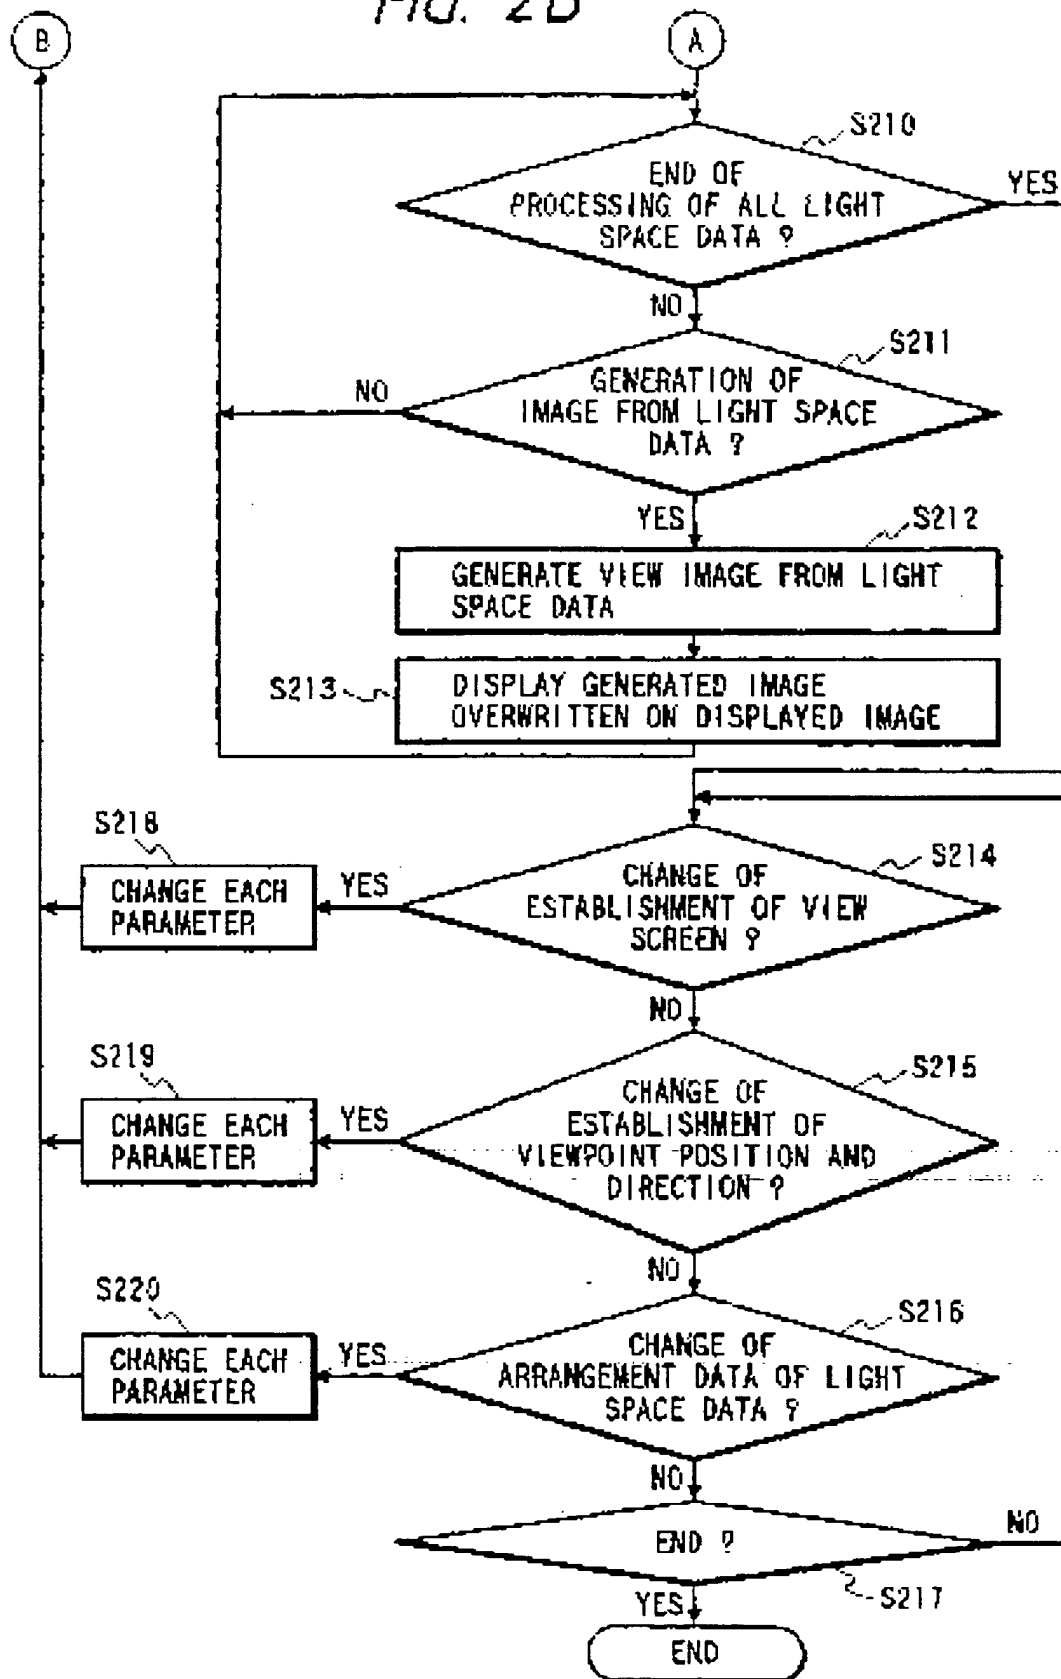 FIG. 2B
B
A
S210
END OF
PROCESSING OF ALL LIGHT
SPACE DATA ?
YES
NO
S211
GENERATION OF
IMAGE FROM LIGHT SPACE
DATA ?
NO
YES
S212
GENERATE VIEW IMAGE FROM LIGHT
SPACE DATA
S213
DISPLAY GENERATED IMAGE
OVERWRITTEN ON DISPLAYED IMAGE
S218
CHANGE EACH
PARAMETER
YES
S214
CHANGE OF
ESTABLISHMENT OF VIEW
SCREEN ?
NO
S219
CHANGE EACH
PARAMETER
YES
S215
CHANGE OF
ESTABLISHMENT OF
VIEWPOINT POSITION AND
DIRECTION ?
NO
S220
CHANGE EACH
PARAMETER
YES
S216
CHANGE OF
ARRANGEMENT DATA OF LIGHT
SPACE DATA ?
NO
END ?
NO
S217
YES
END